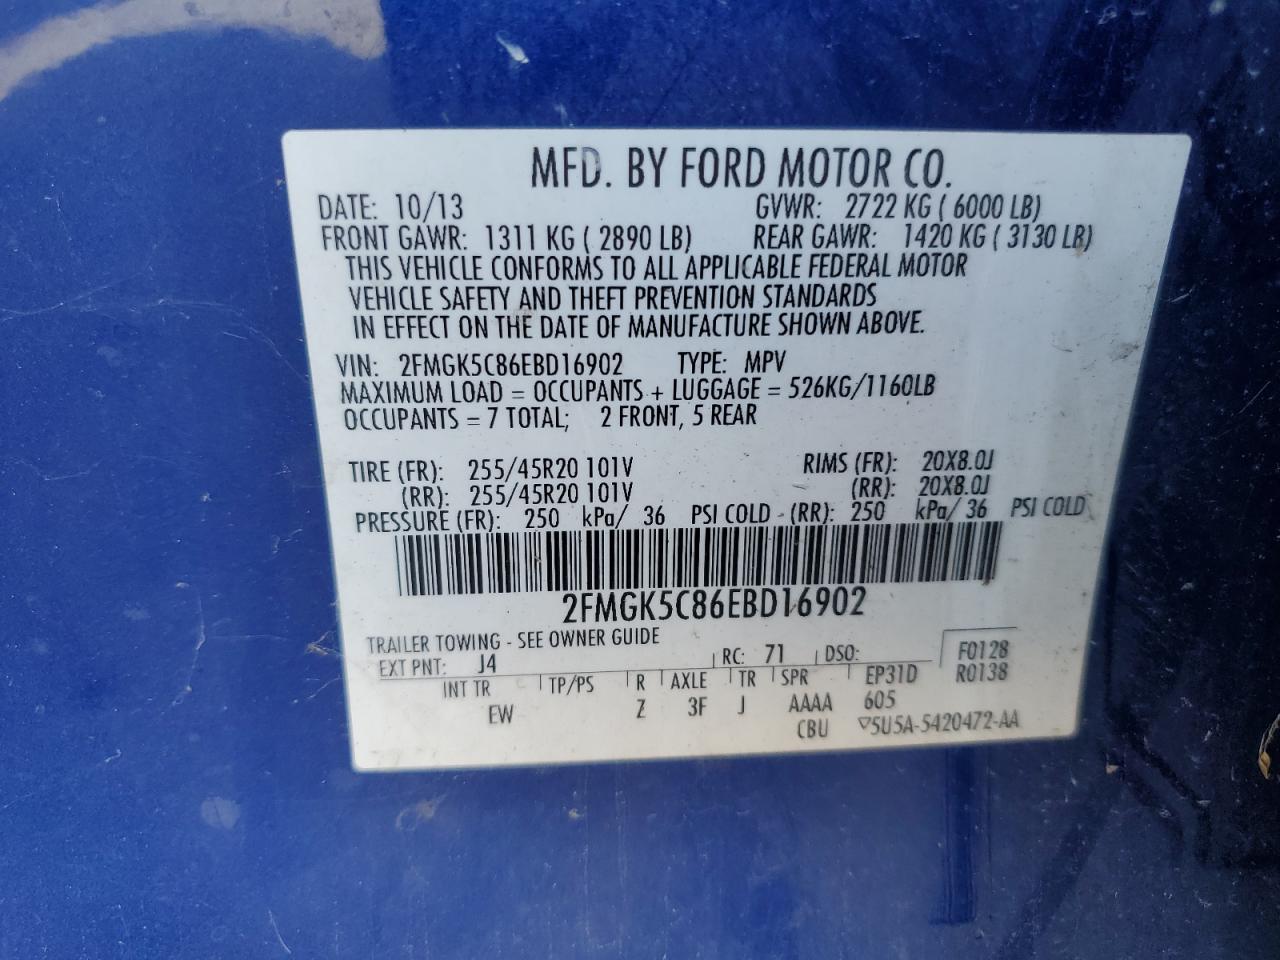 MFD. BY FORD MOTOR CO.
DATE: 10/13 GVWR: 2722 KG ( 6000 LB)
FRONT GAWR: 1311 KG ( 2890 LB) REAR GAWR: 1420 KG ( 3130 LB)
THIS VEHICLE CONFORMS TO ALL APPLICABLE FEDERAL MOTOR
VEHICLE SAFETY AND THEFT PREVENTION STANDARDS
IN EFFECT ON THE DATE OF MANUFACTURE SHOWN ABOVE.
VIN: 2FMGK5C86EBD16902 TYPE: MPV
MAXIMUM LOAD = OCCUPANTS + LUGGAGE = 526KG/1160LB
OCCUPANTS = 7 TOTAL; 2 FRONT, 5 REAR
TIRE (FR): 255/45R20 101V RIMS (FR): 20X8.0J
(RR): 255/45R20 101V (RR): 20X8.0J
PRESSURE (FR): 250 kPa/ 36 PSI COLD - (RR): 250 kPa/ 36 PSI COLD
2FMGK5C86EBD16902
TRAILER TOWING - SEE OWNER GUIDE
EXT PNT: J4 RC: 71 DSO: F0128
INT TR TP/PS R AXLE TR SPR EP31D R0138
EW Z 3F J AAAA 605
CBU ▽5U5A-5420472-AA